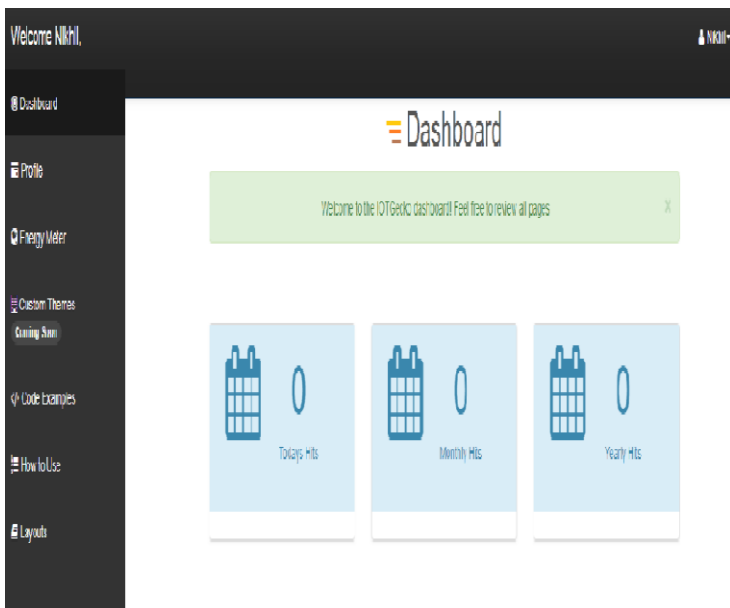 Welcome Nikhil,
Nikhil
Dashboard
Profile
Energy Meter
Custom Themes
Coming Soon
Code Examples
How to Use
Layouts
Dashboard
Welcome to the IOTGecko dashboard! Feel free to review all pages
X
0
Todays Hits
0
Monthly Hits
0
Yearly Hits